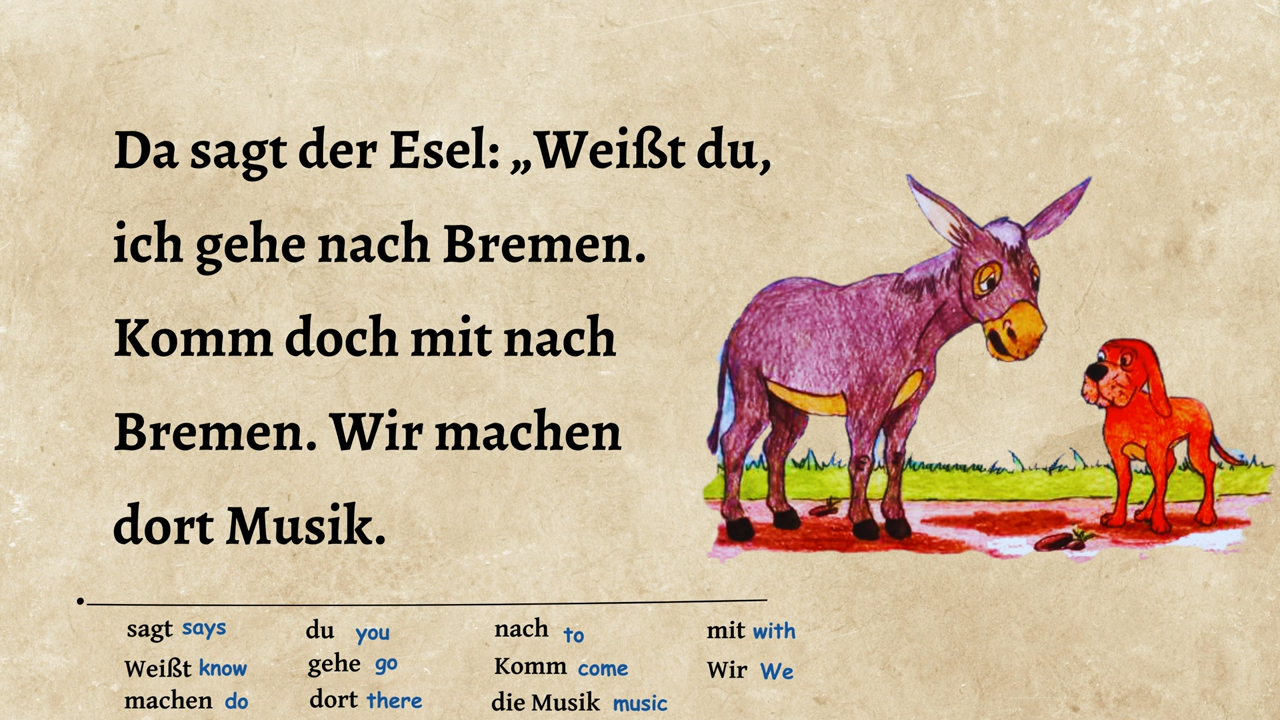 Da sagt der Esel: „Weißt du,
ich gehe nach Bremen.
Komm doch mit nach
Bremen. Wir machen
dort Musik.
sagt says du you nach to mit with
Weißt know gehe go Komm come Wir We
machen do dort there die Musik music